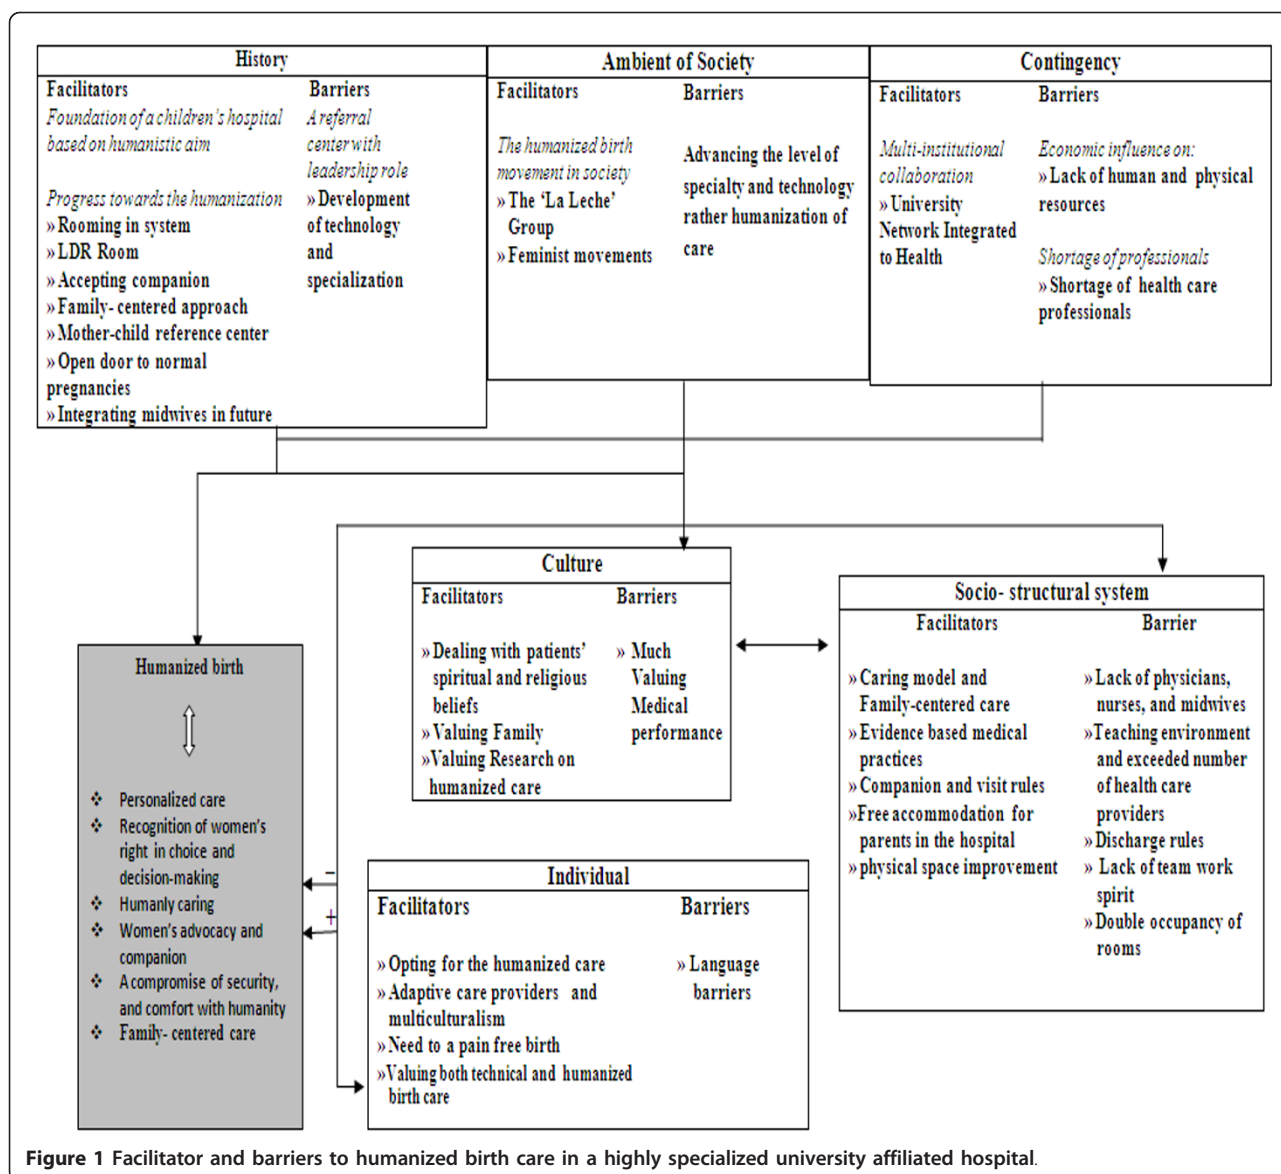 History
Facilitators
Foundation of a children's hospital
based on humanistic aim
Progress towards the humanization
» Rooming in system
» LDR Room
» Accepting companion
» Family- centered approach
» Mother-child reference center
» Open door to normal
pregnancies
» Integrating midwives in future
Barriers
A referral
center with
leadership role
» Development
of technology
and
specialization
Ambient of Society
Facilitators
The humanized birth
movement in society
» The 'La Leche'
Group
» Feminist movements
Barriers
Advancing the level of
specialty and technology
rather humanization of
care
Contingency
Facilitators
Multi-institutional
collaboration
» University
Network Integrated
to Health
Barriers
Economic influence on:
» Lack of human and physical
resources
Shortage of professionals
» Shortage of health care
professionals
Culture
Facilitators
» Dealing with patients'
spiritual and religious
beliefs
» Valuing Family
» Valuing Research on
humanized care
Barriers
» Much
Valuing
Medical
performance
Socio- structural system
Facilitators
» Caring model and
Family-centered care
» Evidence based medical
practices
» Companion and visit rules
» Free accommodation for
parents in the hospital
» physical space improvement
Barrier
» Lack of physicians,
nurses, and midwives
» Teaching environment
and exceeded number
of health care
providers
» Discharge rules
» Lack of team work
spirit
» Double occupancy of
rooms
Humanized birth
❖ Personalized care
❖ Recognition of women's
right in choice and
decision-making
❖ Humanly caring
❖ Women's advocacy and
companion
❖ A compromise of security,
and comfort with humanity
❖ Family- centered care
–
+
Individual
Facilitators
» Opting for the humanized care
» Adaptive care providers and
multiculturalism
» Need to a pain free birth
» Valuing both technical and humanized
birth care
Barriers
» Language
barriers
Figure 1 Facilitator and barriers to humanized birth care in a highly specialized university affiliated hospital.